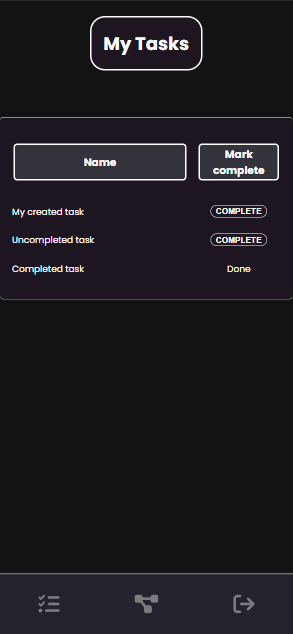 My Tasks
Name
Mark
complete
My created task
COMPLETE
Uncompleted task
COMPLETE
Completed task
Done